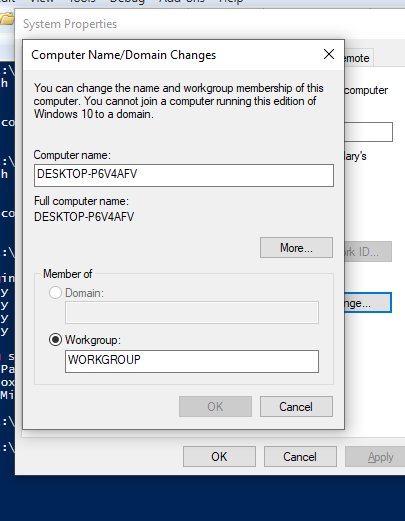 View Tools Debug Add-ons Help
System Properties
Computer Name/Domain Changes
emote
You can change the name and workgroup membership of this
computer. You cannot join a computer running this edition of
Windows 10 to a domain.
computer
Computer name:
ary's
DESKTOP-P6V4AFV
Full computer name:
DESKTOP-P6V4AFV
More...
rk ID...
Member of
Domain:
nge...
Workgroup:
WORKGROUP
OK Cancel
OK Cancel Apply